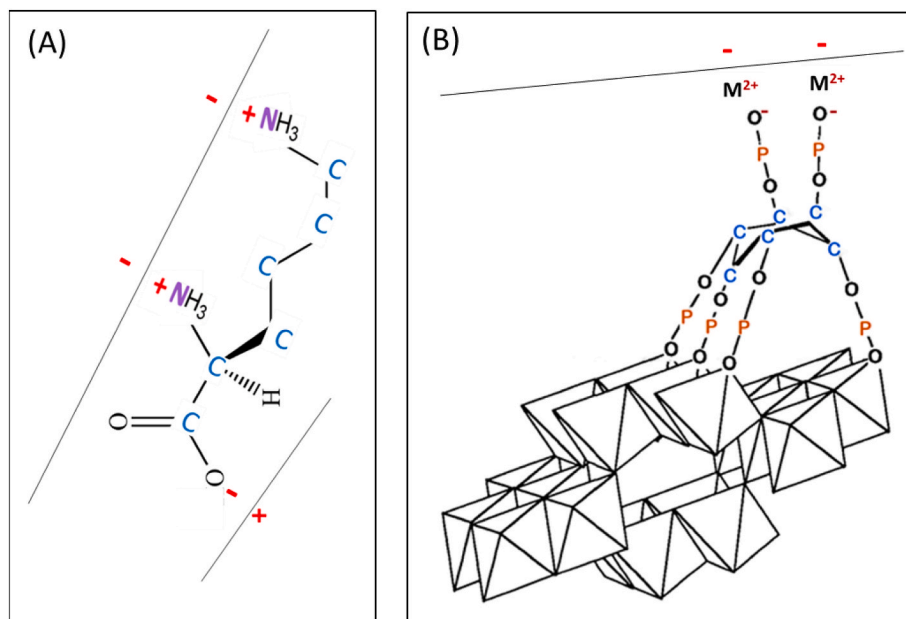 (A)
- + NH3
C
C
- C
+ NH3
C
C
H
O C
O -
+
(B)
- -
M2+ M2+
O- O-
P P
O O
C C
C C
C C
O O O O
P P P P
O O O O